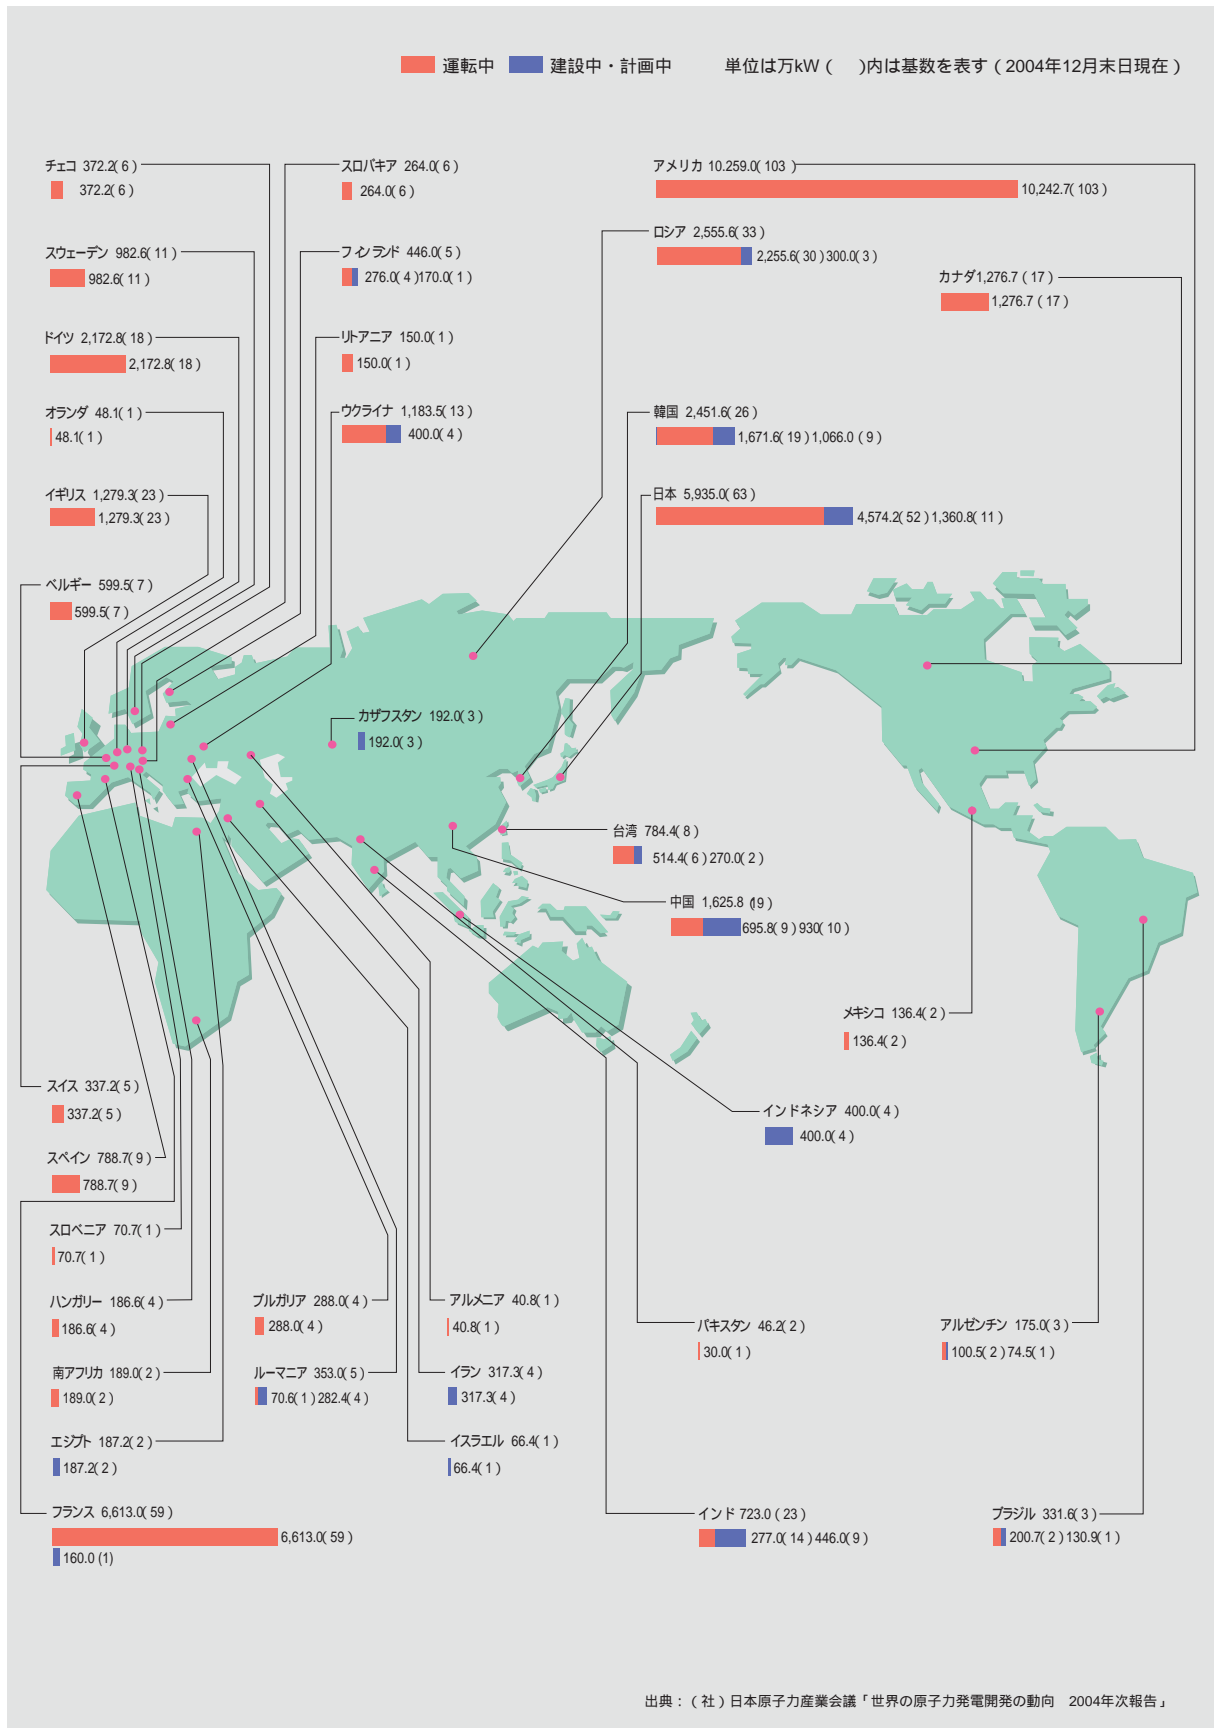 運転中 建設中・計画中 単位は万kW ( )内は基数を表す ( 2004年12月末日現在 )
チェコ 372.2( 6 )
372.2( 6 )
スロバキア 264.0( 6 )
264.0( 6 )
アメリカ 10.259.0( 103 )
10,242.7( 103 )
ロシア 2,555.6( 33 )
2,255.6( 30 )300.0( 3 )
スウェーデン 982.6( 11 )
982.6( 11 )
フィンランド 446.0( 5 )
276.0( 4 )170.0( 1 )
カナダ1,276.7 ( 17 )
1,276.7 ( 17 )
ドイツ 2,172.8( 18 )
2,172.8( 18 )
リトアニア 150.0( 1 )
150.0( 1 )
オランダ 48.1( 1 )
48.1( 1 )
ウクライナ 1,183.5( 13 )
400.0( 4 )
韓国 2,451.6( 26 )
1,671.6( 19 )1,066.0 ( 9 )
イギリス 1,279.3( 23 )
1,279.3( 23 )
日本 5,935.0( 63 )
4,574.2( 52 )1,360.8( 11 )
ベルギー 599.5( 7 )
599.5( 7 )
カザフスタン 192.0( 3 )
192.0( 3 )
台湾 784.4( 8 )
514.4( 6 )270.0( 2 )
中国 1,625.8 (19 )
695.8( 9 )930( 10 )
メキシコ 136.4( 2 )
136.4( 2 )
スイス 337.2( 5 )
337.2( 5 )
インドネシア 400.0( 4 )
400.0( 4 )
スペイン 788.7( 9 )
788.7( 9 )
スロベニア 70.7( 1 )
70.7( 1 )
ハンガリー 186.6( 4 )
186.6( 4 )
ブルガリア 288.0( 4 )
288.0( 4 )
アルメニア 40.8( 1 )
40.8( 1 )
パキスタン 46.2( 2 )
30.0( 1 )
アルゼンチン 175.0( 3 )
100.5( 2 )74.5( 1 )
南アフリカ 189.0( 2 )
189.0( 2 )
ルーマニア 353.0( 5 )
70.6( 1 )282.4( 4 )
イラン 317.3( 4 )
317.3( 4 )
エジプト 187.2( 2 )
187.2( 2 )
イスラエル 66.4( 1 )
66.4( 1 )
フランス 6,613.0( 59 )
6,613.0( 59 )
160.0 (1)
インド 723.0 ( 23 )
277.0( 14 )446.0( 9 )
ブラジル 331.6( 3 )
200.7( 2 )130.9( 1 )
出典：( 社 ) 日本原子力産業会議「世界の原子力発電開発の動向 2004年次報告」